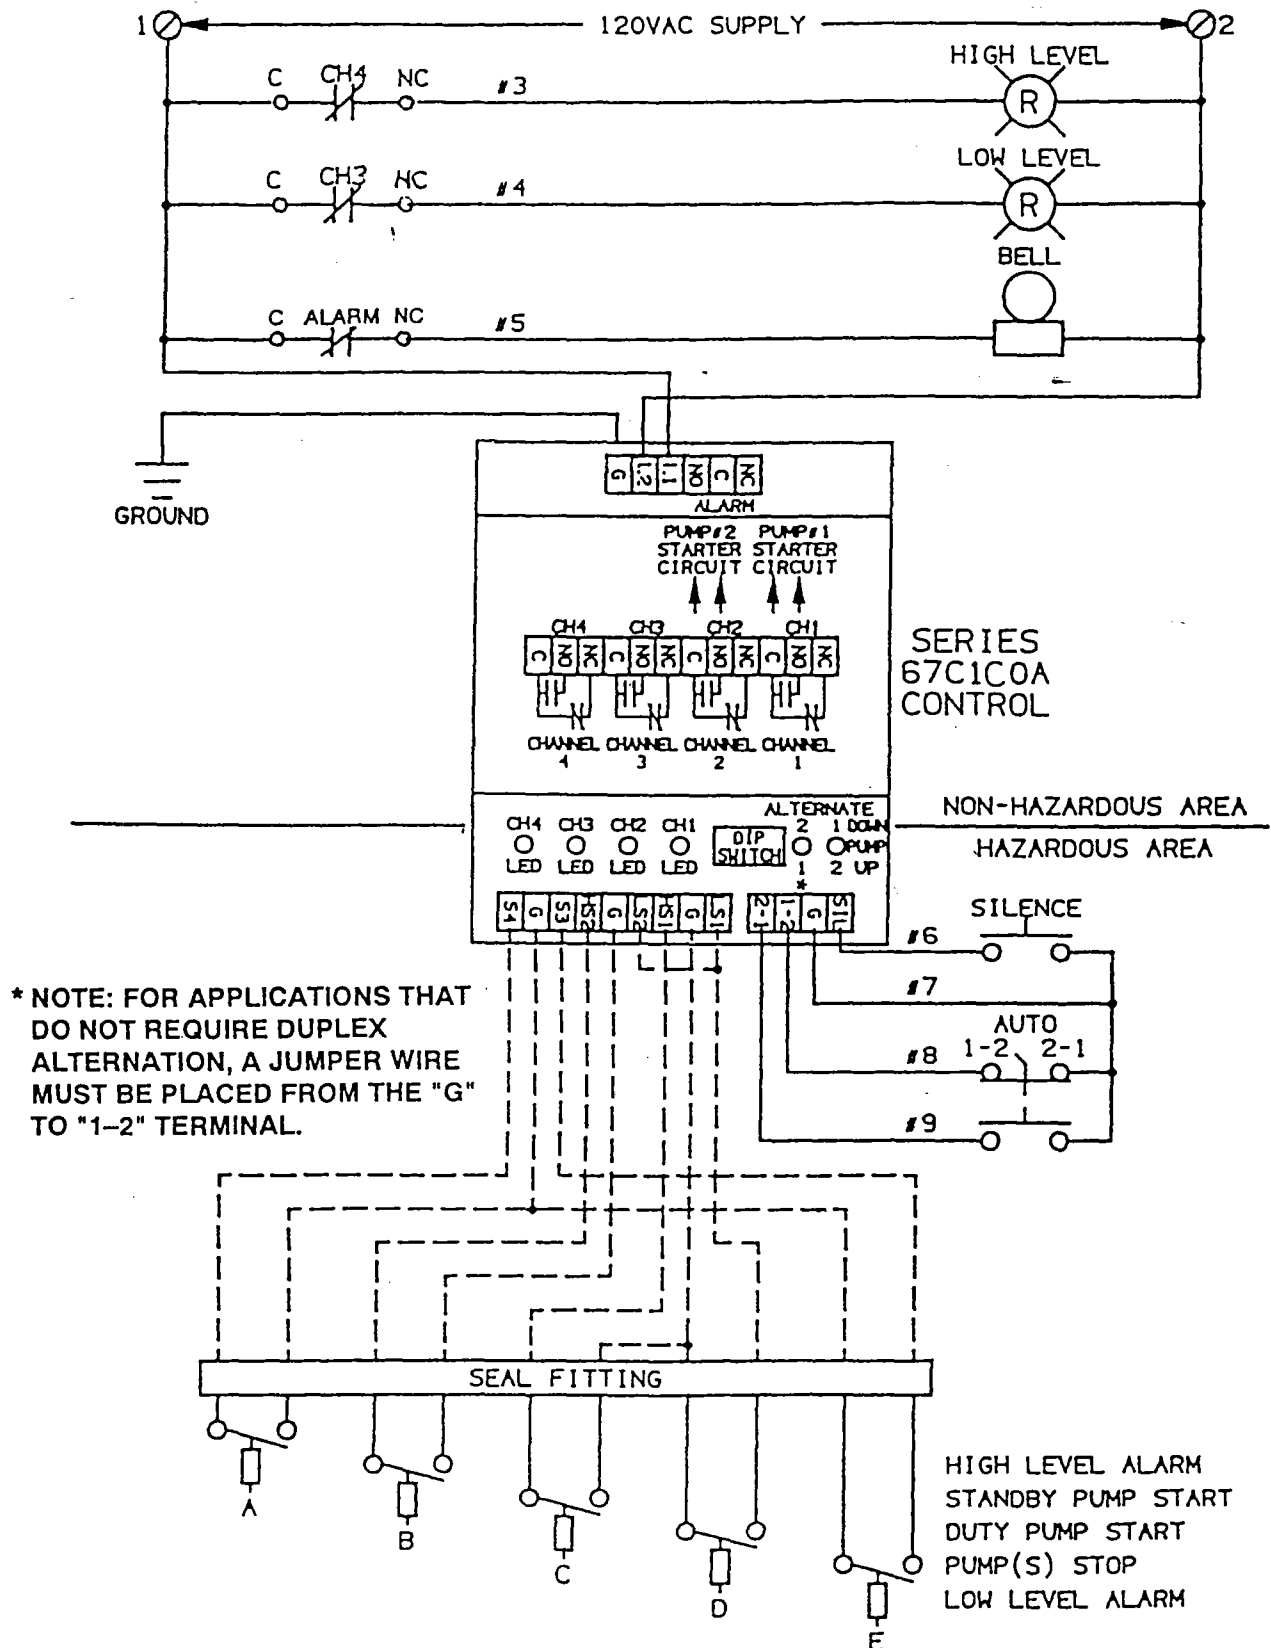 1 120VAC SUPPLY 2
HIGH LEVEL
C CH4 NC #3 R
LOW LEVEL
C CH3 NC #4 R
BELL
C ALARM NC #5
GROUND
G L2 L1 NO C NC
ALARM
PUMP#2 PUMP#1
STARTER STARTER
CIRCUIT CIRCUIT
CH4 CH3 CH2 CH1
C NO NC C NO NC C NO NC C NO NC
CHANNEL CHANNEL CHANNEL CHANNEL
4 3 2 1
SERIES
67C1C0A
CONTROL
NON-HAZARDOUS AREA
HAZARDOUS AREA
ALTERNATE
CH4 CH3 CH2 CH1 2 1 DOWN
DIP
SWITCH
PUMP
LED LED LED LED 1 2 UP
*
S4 G S3 HS2 G S2 HS1 G S1 2-1 1-2 G SIL
SILENCE
#6
#7
AUTO
#8 1-2 2-1
#9
* NOTE: FOR APPLICATIONS THAT
DO NOT REQUIRE DUPLEX
ALTERNATION, A JUMPER WIRE
MUST BE PLACED FROM THE "G"
TO "1–2" TERMINAL.
SEAL FITTING
A
B
C
D
E
HIGH LEVEL ALARM
STANDBY PUMP START
DUTY PUMP START
PUMP(S) STOP
LOW LEVEL ALARM